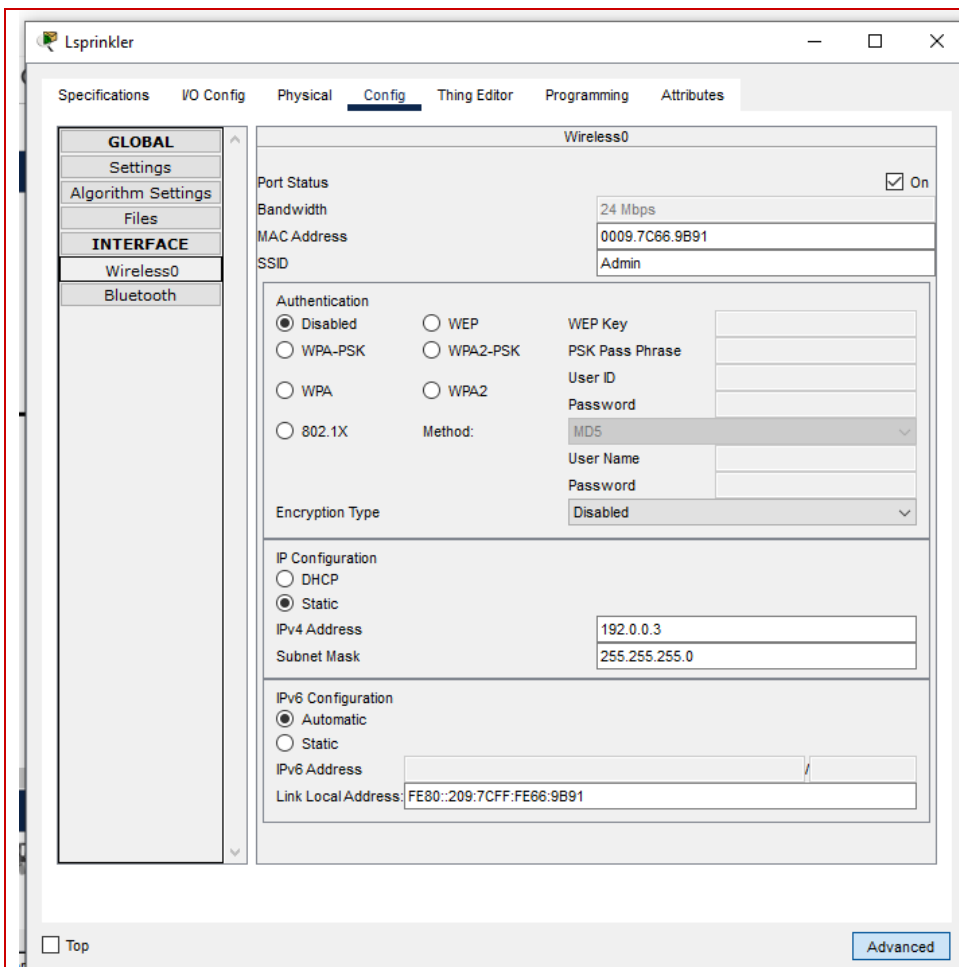 Lsprinkler
Specifications I/O Config Physical Config Thing Editor Programming Attributes
GLOBAL
Settings
Algorithm Settings
Files
INTERFACE
Wireless0
Bluetooth
Wireless0
Port Status On
Bandwidth 24 Mbps
MAC Address 0009.7C66.9B91
SSID Admin
Authentication
Disabled WEP WEP Key
WPA-PSK WPA2-PSK PSK Pass Phrase
User ID
WPA WPA2
Password
802.1X Method: MD5
User Name
Password
Encryption Type Disabled
IP Configuration
DHCP
Static
IPv4 Address 192.0.0.3
Subnet Mask 255.255.255.0
IPv6 Configuration
Automatic
Static
IPv6 Address /
Link Local Address: FE80::209:7CFF:FE66:9B91
Top Advanced